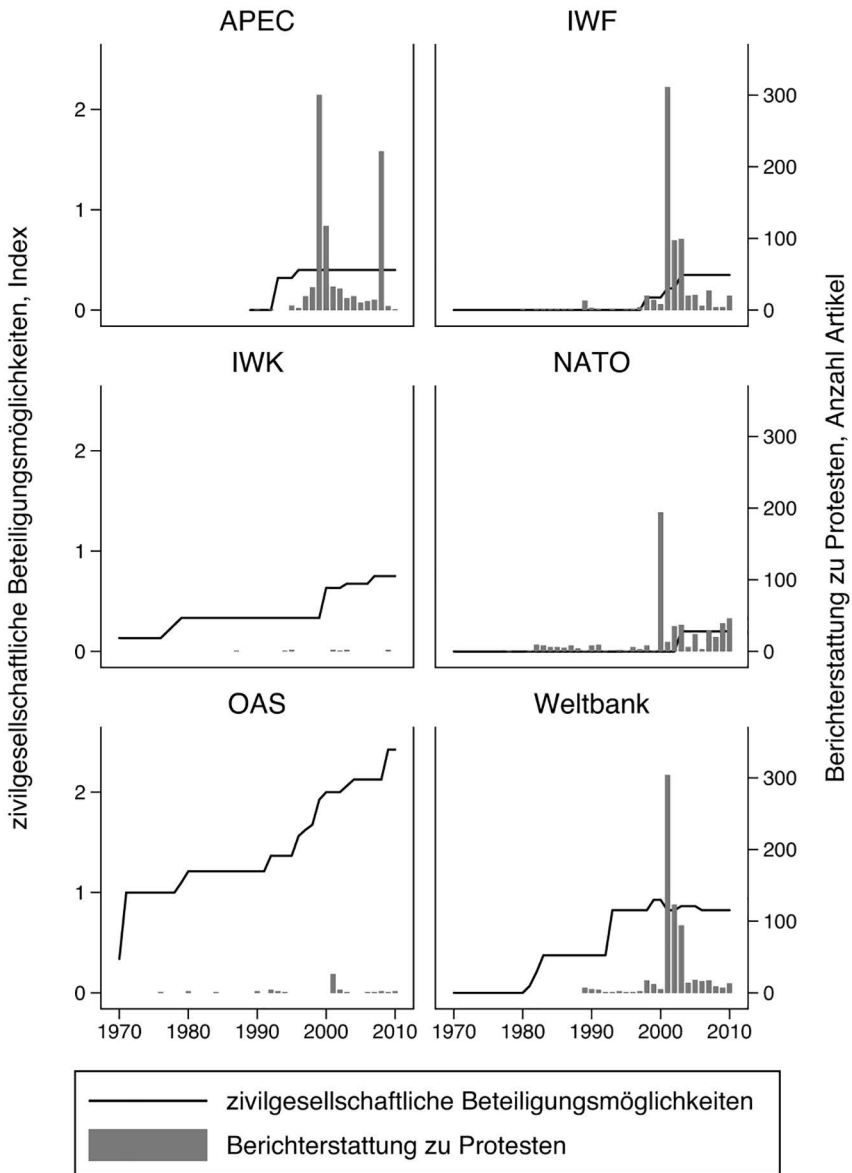 APEC
IWF
2
1
0
300
200
100
0
IWK
NATO
2
1
0
300
200
100
0
OAS
Weltbank
2
1
0
300
200
100
0
1970 1980 1990 2000 2010
1970 1980 1990 2000 2010
zivilgesellschaftliche Beteiligungsmöglichkeiten, Index
Berichterstattung zu Protesten, Anzahl Artikel
zivilgesellschaftliche Beteiligungsmöglichkeiten
Berichterstattung zu Protesten